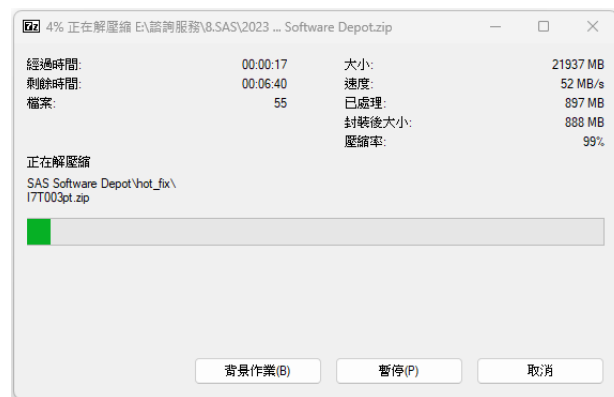 7z 4% 正在解壓縮 E:\諮詢服務\8.SAS\2023 ... Software Depot.zip
經過時間: 00:00:17 大小: 21937 MB
剩餘時間: 00:06:40 速度: 52 MB/s
檔案: 55 已處理: 897 MB
封裝後大小: 888 MB
壓縮率: 99%
正在解壓縮
SAS Software Depot\hot_fix\
I7T003pt.zip
背景作業(B) 暫停(P) 取消